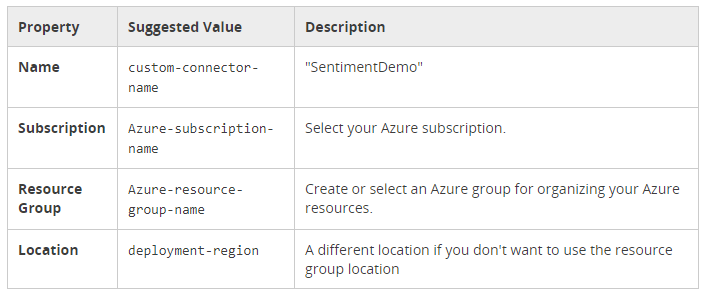 Property Suggested Value Description
Name custom-connector- "SentimentDemo"
name
Subscription Azure-subscription- Select your Azure subscription.
name
Resource Azure-resource- Create or select an Azure group for organizing your Azure
Group group-name resources.
Location deployment-region A different location if you don't want to use the resource
group location